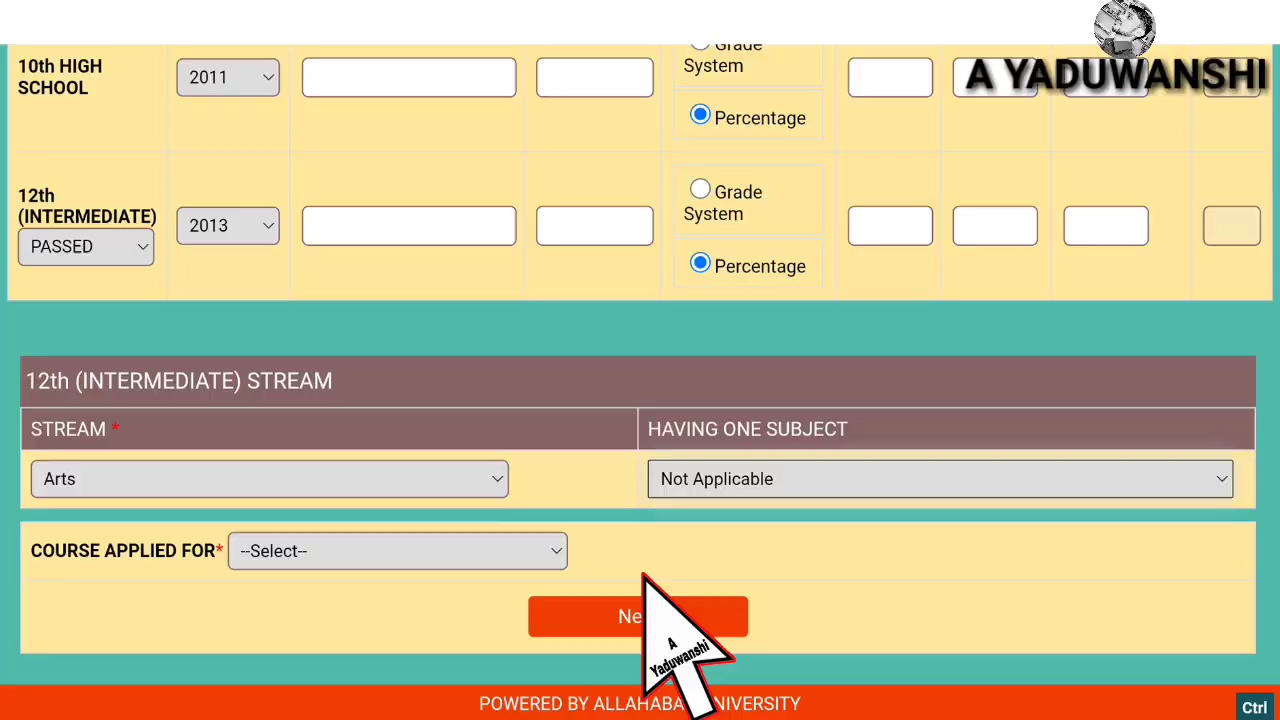 Grade
System
Percentage
10th HIGH
SCHOOL
2011
A YADUWANSHI
12th
(INTERMEDIATE)
PASSED
2013
Grade
System
Percentage
12th (INTERMEDIATE) STREAM
STREAM *
HAVING ONE SUBJECT
Arts
Not Applicable
COURSE APPLIED FOR* --Select--
Ne
A
Yaduwanshi
POWERED BY ALLAHABA NIVERSITY
Ctrl